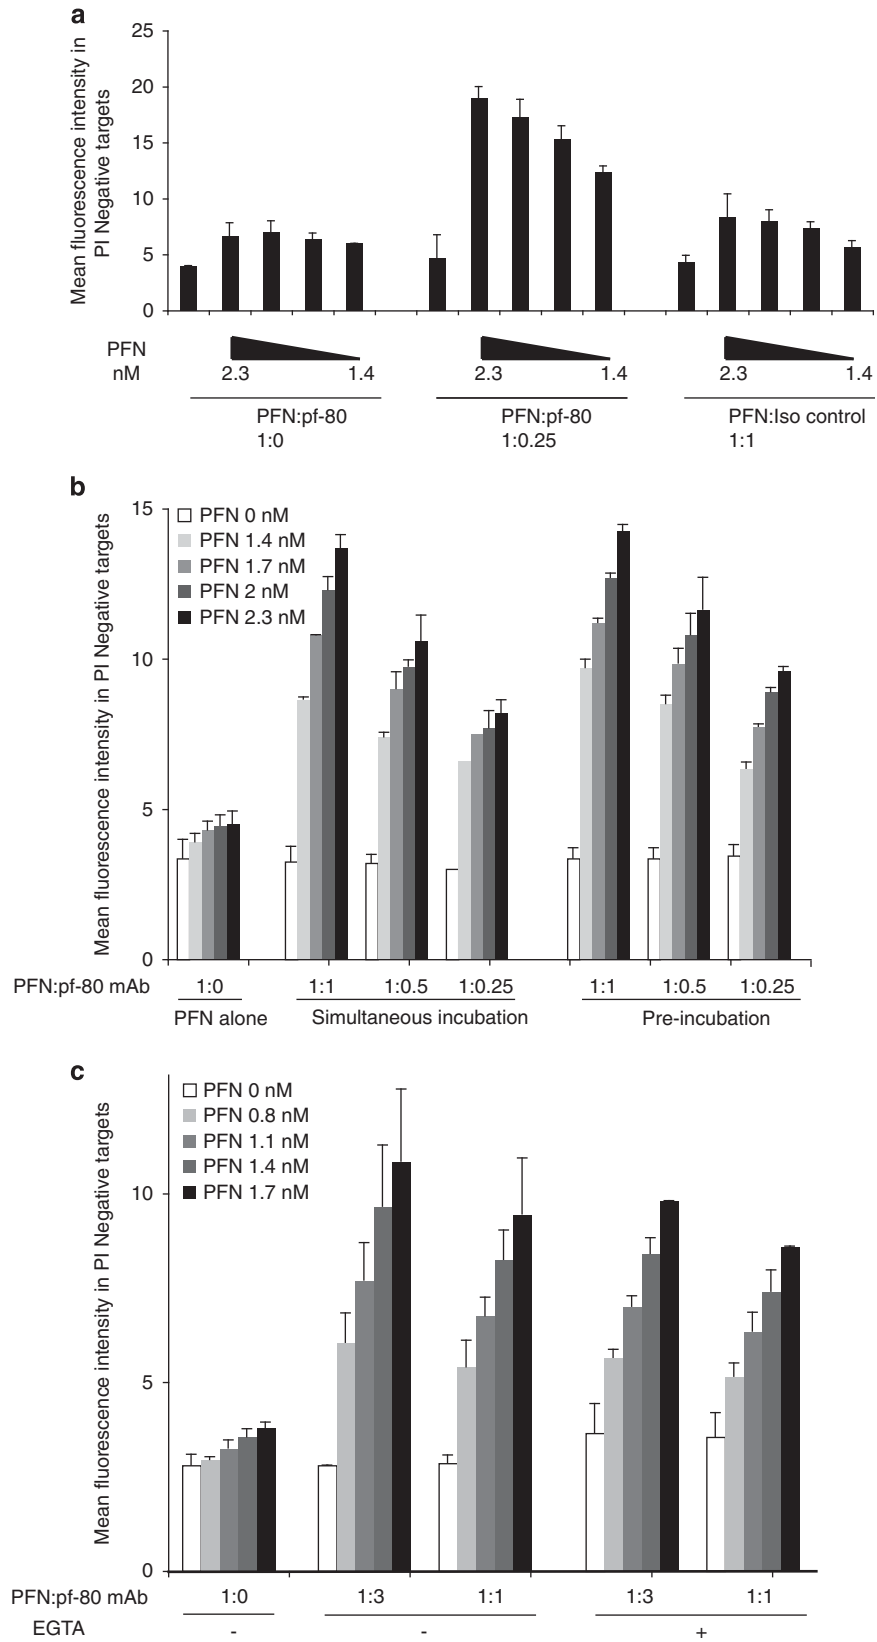 a
Mean fluorescence intensity in
PI Negative targets
25
20
15
10
5
0
PFN
nM
2.3 1.4 2.3 1.4 2.3 1.4
PFN:pf-80 PFN:pf-80 PFN:Iso control
1:0 1:0.25 1:1
b
Mean fluorescence intensity in PI Negative targets
15
10
5
0
PFN 0 nM
PFN 1.4 nM
PFN 1.7 nM
PFN 2 nM
PFN 2.3 nM
PFN:pf-80 mAb 1:0 1:1 1:0.5 1:0.25 1:1 1:0.5 1:0.25
PFN alone Simultaneous incubation Pre-incubation
c
Mean fluorescence intensity in PI Negative targets
10
5
0
PFN 0 nM
PFN 0.8 nM
PFN 1.1 nM
PFN 1.4 nM
PFN 1.7 nM
PFN:pf-80 mAb 1:0 1:3 1:1 1:3 1:1
EGTA - - +